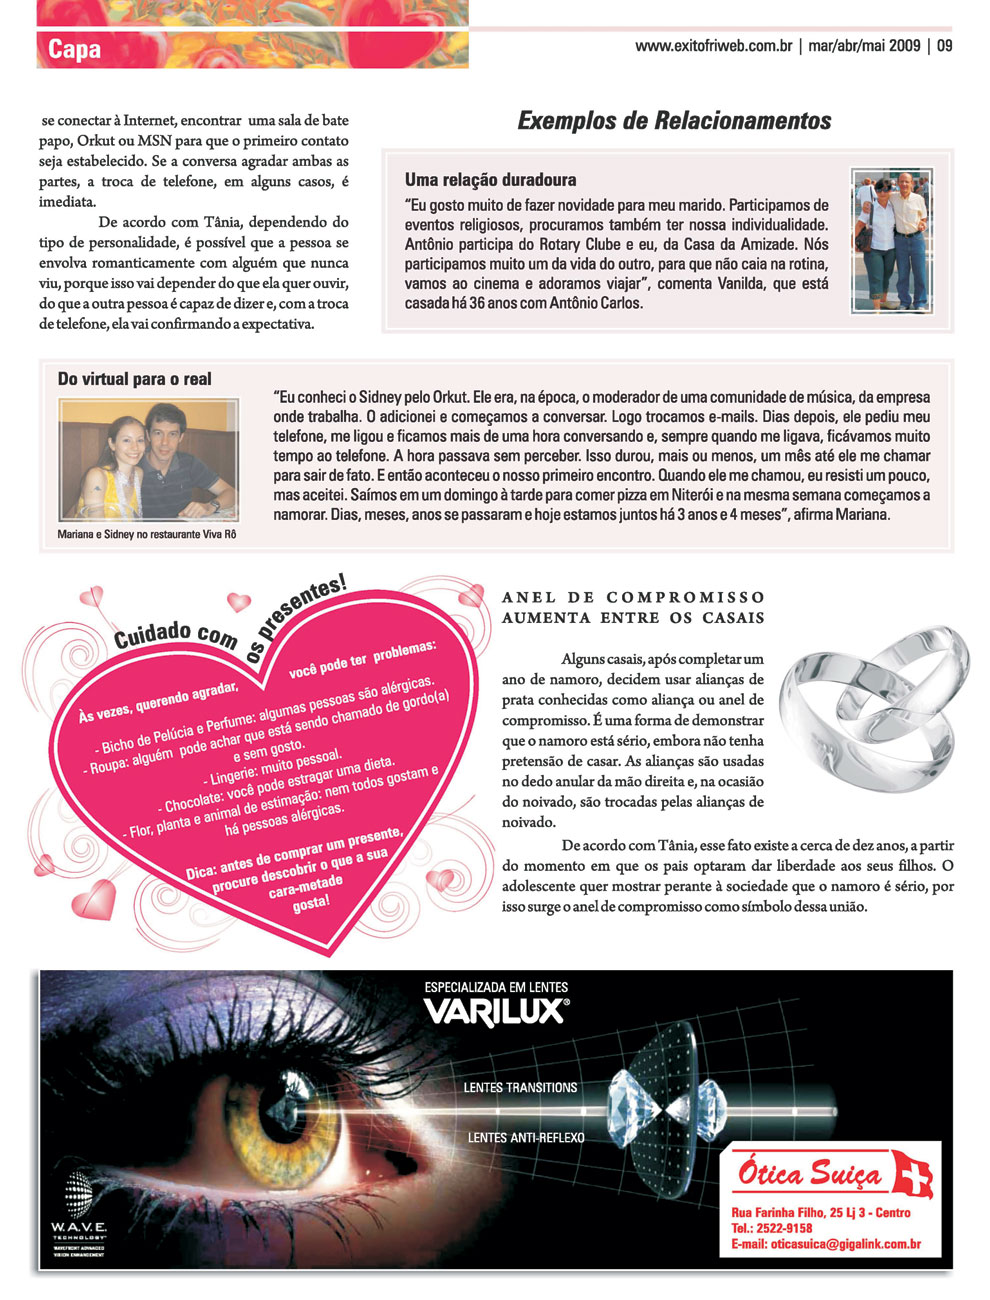 Capa
www.exitofriweb.com.br | mar/abr/mai 2009 | 09
se conectar à Internet, encontrar uma sala de bate
papo, Orkut ou MSN para que o primeiro contato
seja estabelecido. Se a conversa agradar ambas as
partes, a troca de telefone, em alguns casos, é
imediata.
De acordo com Tânia, dependendo do
tipo de personalidade, é possível que a pessoa se
envolva romanticamente com alguém que nunca
viu, porque isso vai depender do que ela quer ouvir,
do que a outra pessoa é capaz de dizer e, com a troca
de telefone, ela vai confirmando a expectativa.
Exemplos de Relacionamentos
Uma relação duradoura
“Eu gosto muito de fazer novidade para meu marido. Participamos de
eventos religiosos, procuramos também ter nossa individualidade.
Antônio participa do Rotary Clube e eu, da Casa da Amizade. Nós
participamos muito um da vida do outro, para que não caia na rotina,
vamos ao cinema e adoramos viajar”, comenta Vanilda, que está
casada há 36 anos com Antônio Carlos.
Do virtual para o real
Mariana e Sidney no restaurante Viva Rô
“Eu conheci o Sidney pelo Orkut. Ele era, na época, o moderador de uma comunidade de música, da empresa
onde trabalha. O adicionei e começamos a conversar. Logo trocamos e-mails. Dias depois, ele pediu meu
telefone, me ligou e ficamos mais de uma hora conversando e, sempre quando me ligava, ficávamos muito
tempo ao telefone. A hora passava sem perceber. Isso durou, mais ou menos, um mês até ele me chamar
para sair de fato. E então aconteceu o nosso primeiro encontro. Quando ele me chamou, eu resisti um pouco,
mas aceitei. Saímos em um domingo à tarde para comer pizza em Niterói e na mesma semana começamos a
namorar. Dias, meses, anos se passaram e hoje estamos juntos há 3 anos e 4 meses”, afirma Mariana.
Cuidado com os presentes!
Às vezes, querendo agradar, você pode ter problemas:
- Bicho de Pelúcia e Perfume: algumas pessoas são alérgicas.
- Roupa: alguém pode achar que está sendo chamado de gordo(a)
e sem gosto.
- Lingerie: muito pessoal.
- Chocolate: você pode estragar uma dieta.
- Flor, planta e animal de estimação: nem todos gostam e
há pessoas alérgicas.
Dica: antes de comprar um presente,
procure descobrir o que a sua
cara-metade
gosta!
ANEL DE COMPROMISSO
AUMENTA ENTRE OS CASAIS
Alguns casais, após completar um
ano de namoro, decidem usar alianças de
prata conhecidas como aliança ou anel de
compromisso. É uma forma de demonstrar
que o namoro está sério, embora não tenha
pretensão de casar. As alianças são usadas
no dedo anular da mão direita e, na ocasião
do noivado, são trocadas pelas alianças de
noivado.
De acordo com Tânia, esse fato existe a cerca de dez anos, a partir
do momento em que os pais optaram dar liberdade aos seus filhos. O
adolescente quer mostrar perante à sociedade que o namoro é sério, por
isso surge o anel de compromisso como símbolo dessa união.
ESPECIALIZADA EM LENTES
VARILUX®
LENTES TRANSITIONS
LENTES ANTI-REFLEXO
W.A.V.E.
TECHNOLOGY
WAVEFRONT ADVANCED
VISION ENHANCEMENT
Ótica Suiça
Rua Farinha Filho, 25 Lj 3 - Centro
Tel.: 2522-9158
E-mail: oticasuica@gigalink.com.br